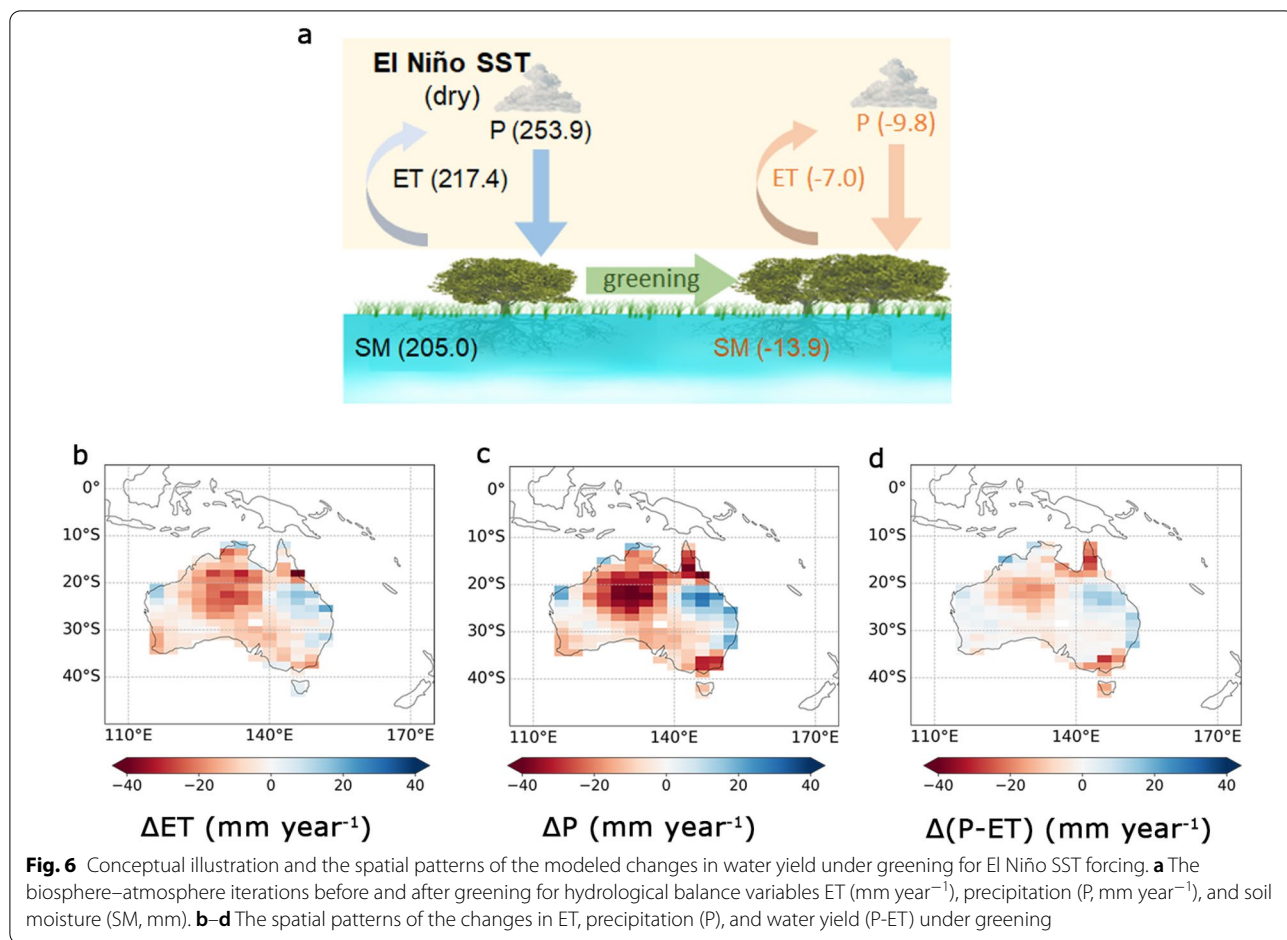 a
El Niño SST
(dry)
P (253.9)
ET (217.4)
P (-9.8)
ET (-7.0)
greening
SM (205.0)
SM (-13.9)
b
0°
10°S
20°S
30°S
40°S
110°E 140°E 170°E
−40 −20 0 20 40
ΔET (mm year⁻¹)
c
0°
10°S
20°S
30°S
40°S
110°E 140°E 170°E
−40 −20 0 20 40
ΔP (mm year⁻¹)
d
0°
10°S
20°S
30°S
40°S
110°E 140°E 170°E
−40 −20 0 20 40
Δ(P-ET) (mm year⁻¹)
Fig. 6 Conceptual illustration and the spatial patterns of the modeled changes in water yield under greening for El Niño SST forcing. a The
biosphere–atmosphere iterations before and after greening for hydrological balance variables ET (mm year⁻¹), precipitation (P, mm year⁻¹), and soil
moisture (SM, mm). b–d The spatial patterns of the changes in ET, precipitation (P), and water yield (P-ET) under greening